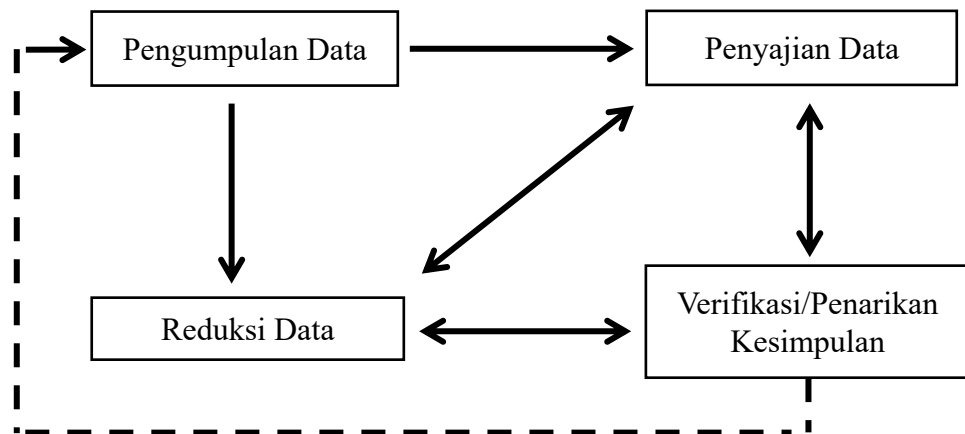 Pengumpulan Data
Penyajian Data
Reduksi Data
Verifikasi/Penarikan
Kesimpulan